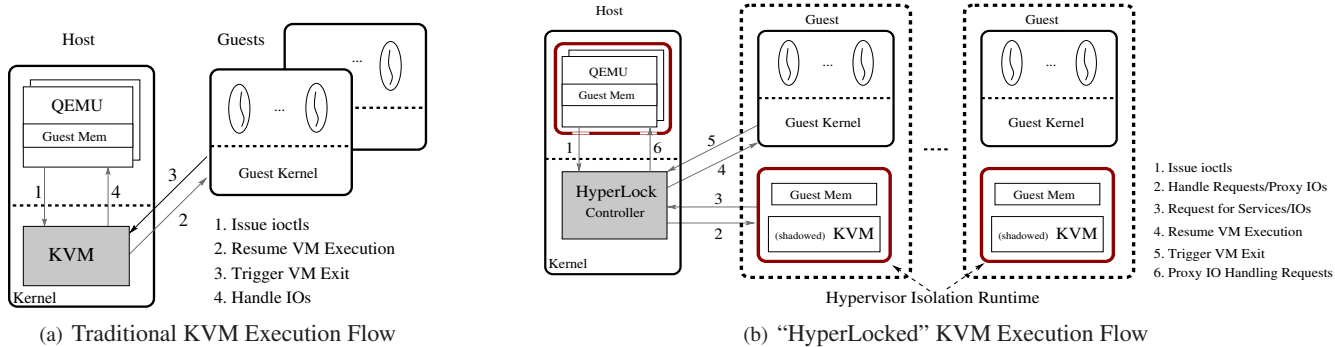 Host
Guests
QEMU
Guest Mem
1
4
KVM
Kernel
...
...
Guest Kernel
3
2
1. Issue ioctls
2. Resume VM Execution
3. Trigger VM Exit
4. Handle IOs
(a) Traditional KVM Execution Flow
Host
QEMU
Guest Mem
1
6
HyperLock
Controller
Kernel
5
4
3
2
Guest
...
Guest Kernel
Guest Mem
(shadowed) KVM
Guest
...
Guest Kernel
Guest Mem
(shadowed) KVM
Hypervisor Isolation Runtime
1. Issue ioctls
2. Handle Requests/Proxy IOs
3. Request for Services/IOs
4. Resume VM Execution
5. Trigger VM Exit
6. Proxy IO Handling Requests
(b) “HyperLocked” KVM Execution Flow